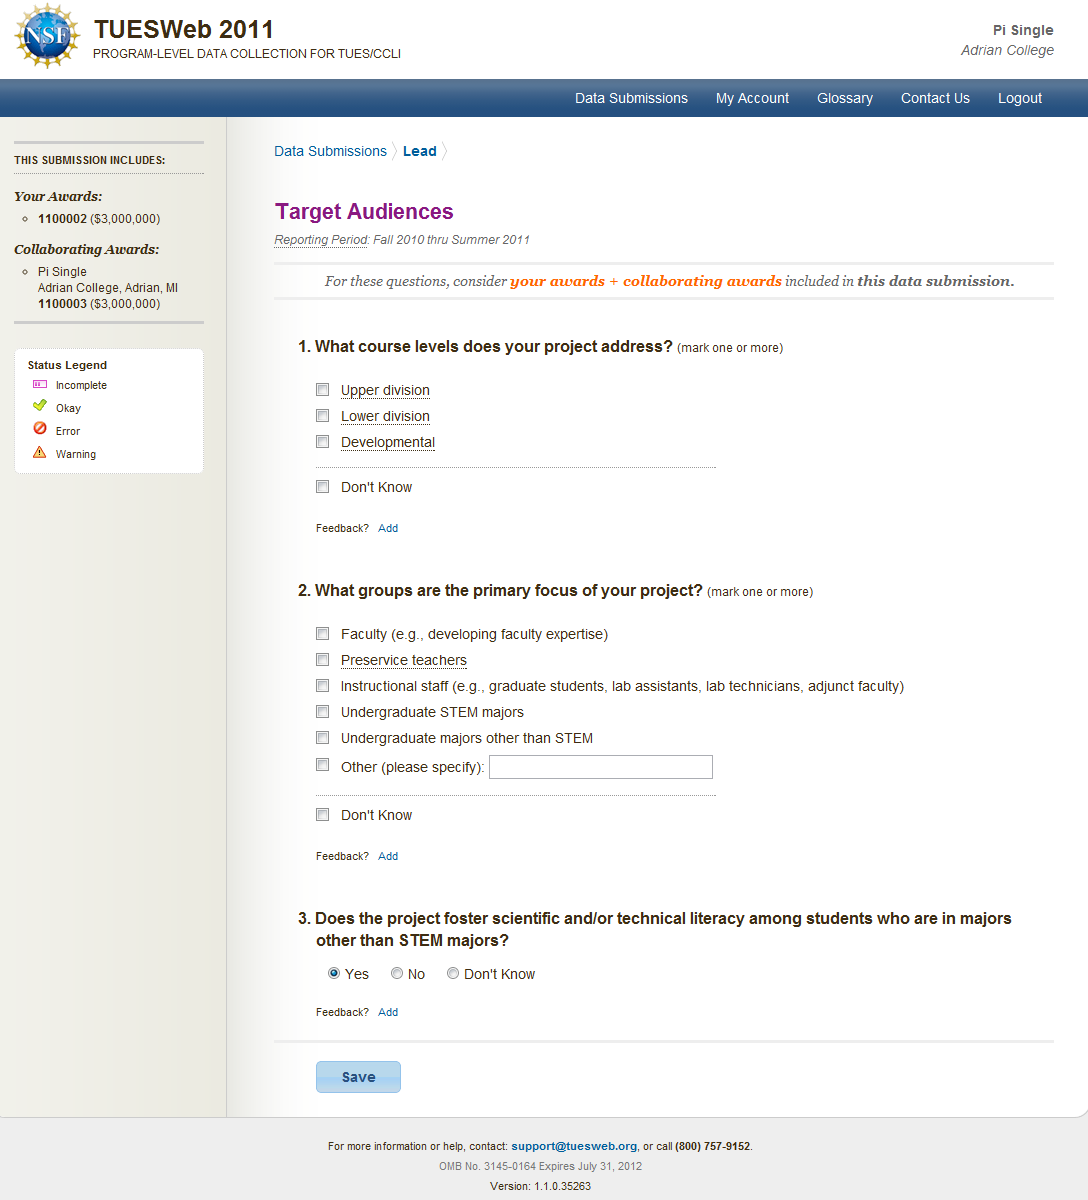 NSF
TUESWeb 2011
PROGRAM-LEVEL DATA COLLECTION FOR TUES/CCLI
Pi Single
Adrian College
Data Submissions My Account Glossary Contact Us Logout
THIS SUBMISSION INCLUDES:
Your Awards:
1100002 ($3,000,000)
Collaborating Awards:
Pi Single
Adrian College, Adrian, MI
1100003 ($3,000,000)
Status Legend
Incomplete
Okay
Error
Warning
Data Submissions Lead
Target Audiences
Reporting Period: Fall 2010 thru Summer 2011
For these questions, consider your awards + collaborating awards included in this data submission.
1. What course levels does your project address? (mark one or more)
Upper division
Lower division
Developmental
Don't Know
Feedback? Add
2. What groups are the primary focus of your project? (mark one or more)
Faculty (e.g., developing faculty expertise)
Preservice teachers
Instructional staff (e.g., graduate students, lab assistants, lab technicians, adjunct faculty)
Undergraduate STEM majors
Undergraduate majors other than STEM
Other (please specify):
Don't Know
Feedback? Add
3. Does the project foster scientific and/or technical literacy among students who are in majors
other than STEM majors?
Yes No Don't Know
Feedback? Add
Save
For more information or help, contact: support@tuesweb.org, or call (800) 757-9152.
OMB No. 3145-0164 Expires July 31, 2012
Version: 1.1.0.35263